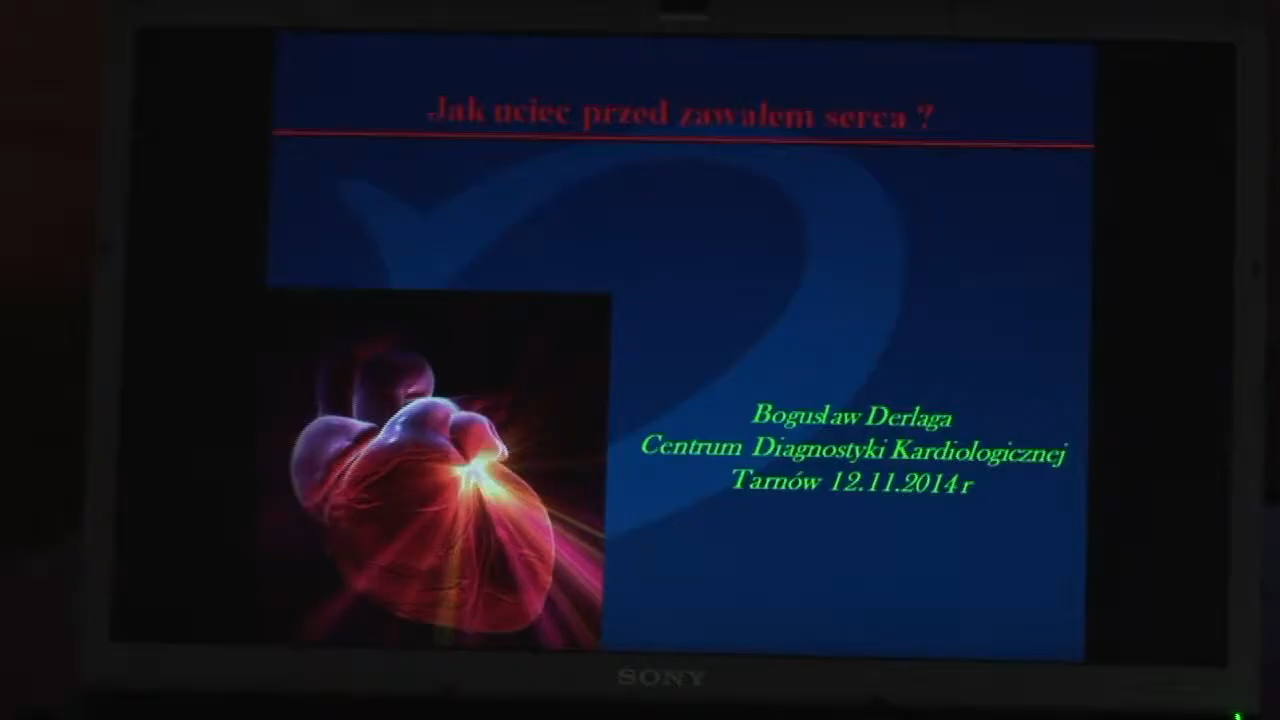 Jak uciec przed zawałem serca ?
Bogusław Derlaga
Centrum Diagnostyki Kardiologicznej
Tarnów 12.11.2014 r
SONY